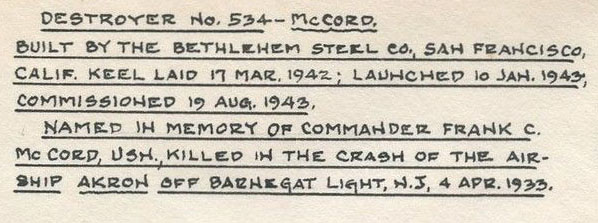 DESTROYER NO. 534 - McCORD.
BUILT BY THE BETHLEHEM STEEL CO., SAN FRANCISCO,
CALIF. KEEL LAID 17 MAR. 1942; LAUNCHED 10 JAN. 1943;
COMMISSIONED 19 AUG. 1943.
NAMED IN MEMORY OF COMMANDER FRANK C.
McCORD, USN., KILLED IN THE CRASH OF THE AIR-
SHIP AKRON OFF BARNEGAT LIGHT, N.J, 4 APR. 1933.